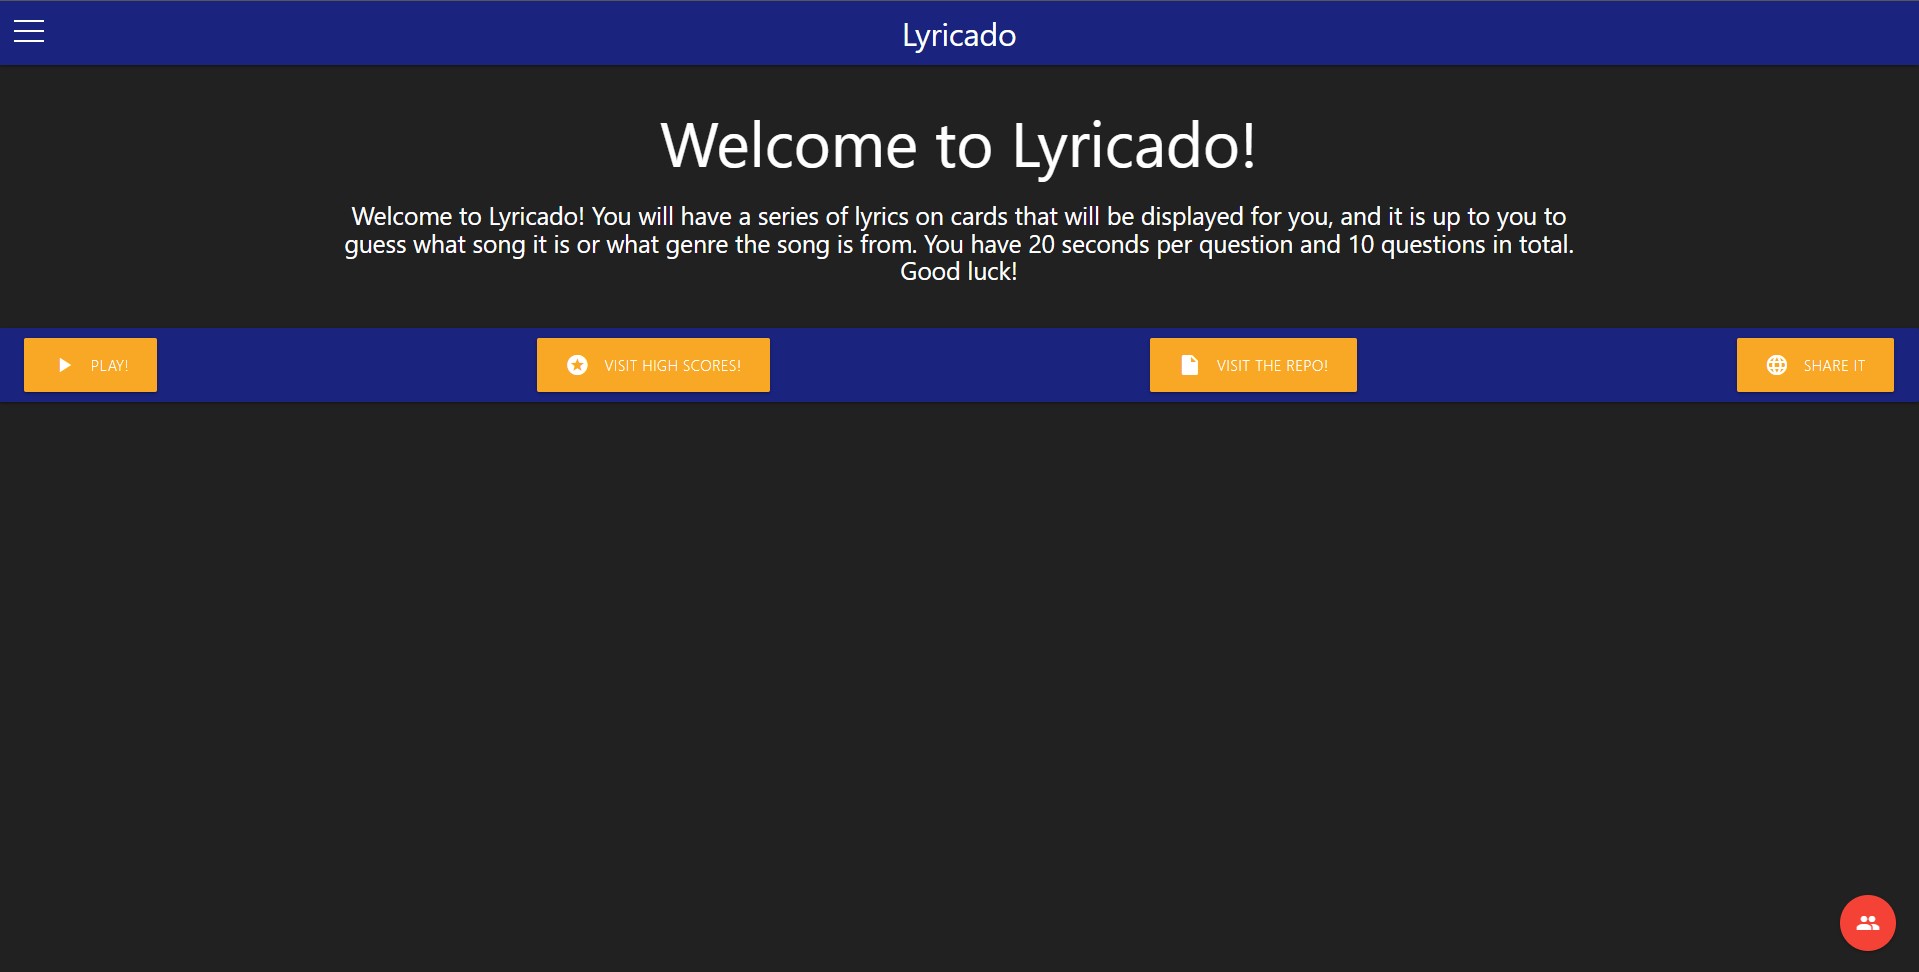 Lyricado
Welcome to Lyricado!
Welcome to Lyricado! You will have a series of lyrics on cards that will be displayed for you, and it is up to you to
guess what song it is or what genre the song is from. You have 20 seconds per question and 10 questions in total.
Good luck!
PLAY!
VISIT HIGH SCORES!
VISIT THE REPO!
SHARE IT